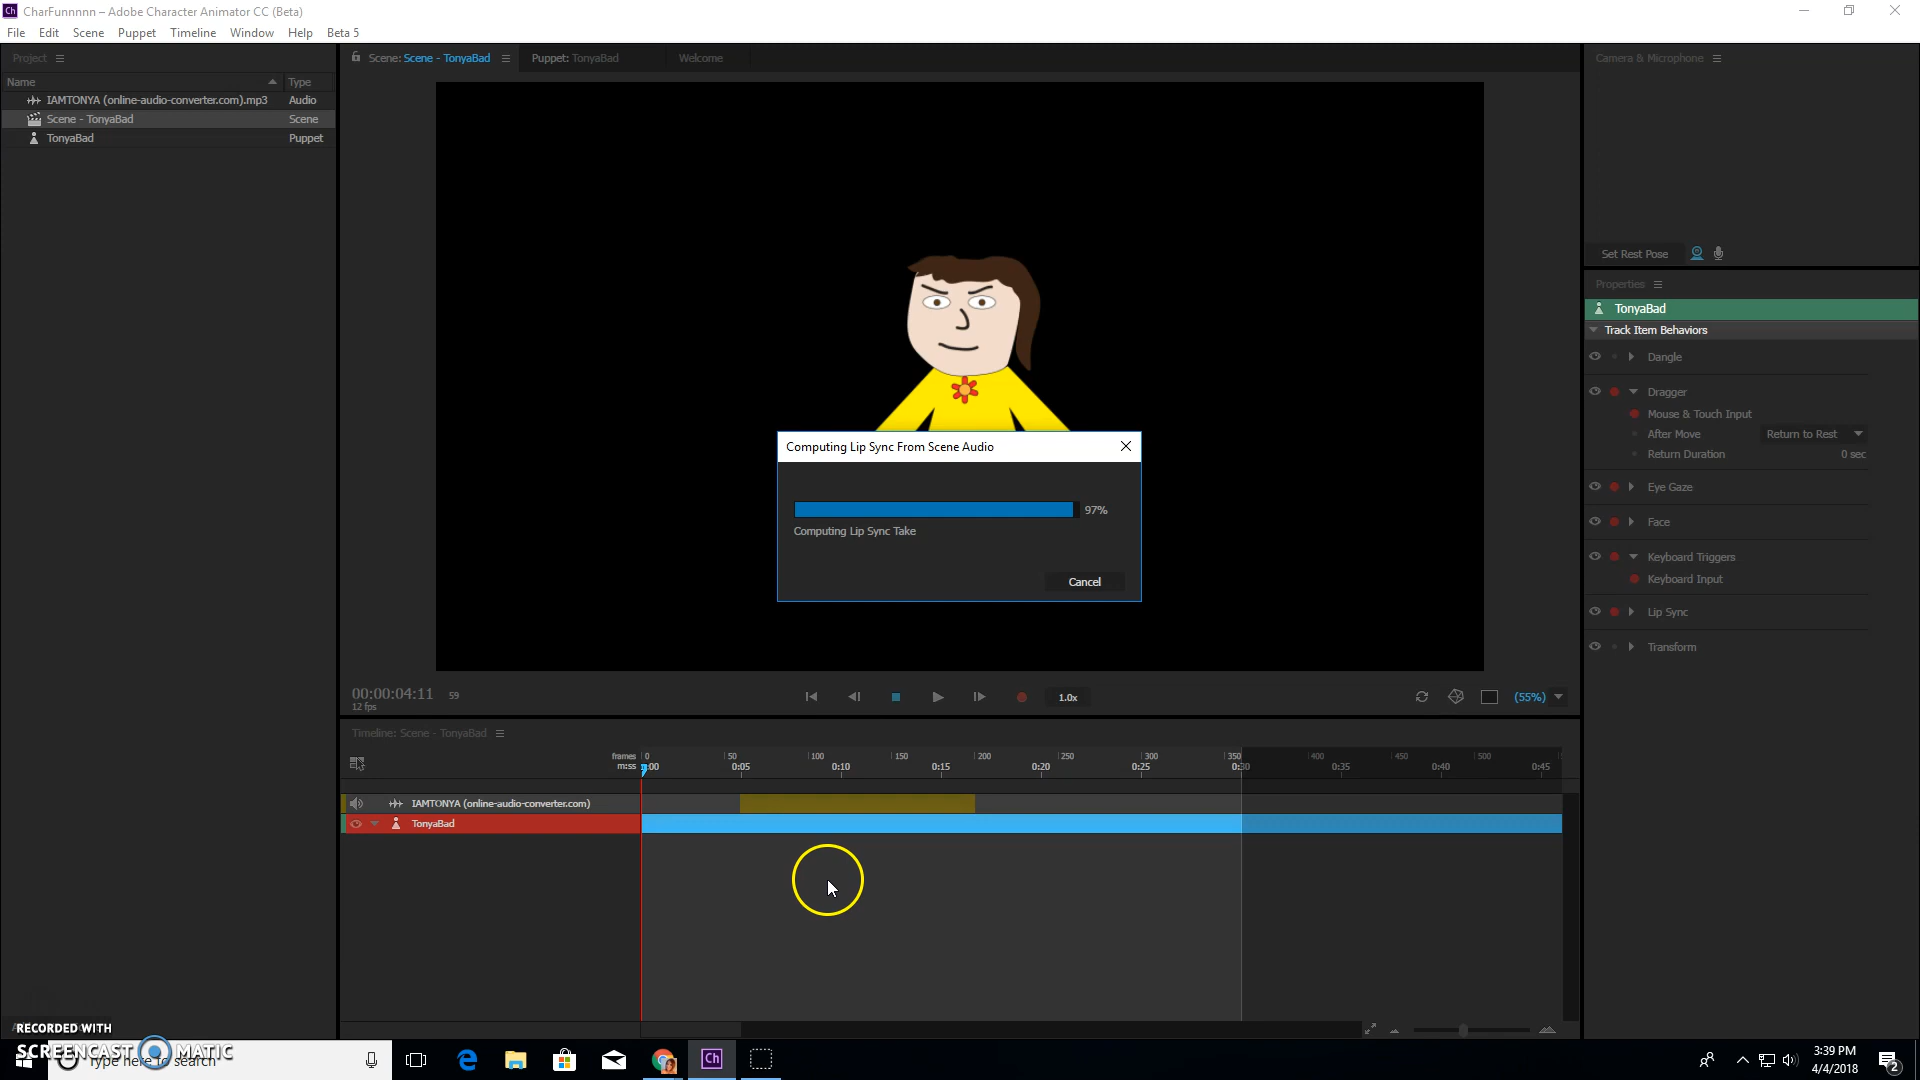 Ch CharFunnnnn – Adobe Character Animator CC (Beta)
File Edit Scene Puppet Timeline Window Help Beta 5
Project
Name Type
IAMTONYA (online-audio-converter.com).mp3 Audio
Scene - TonyaBad Scene
TonyaBad Puppet
Scene: Scene - TonyaBad Puppet: TonyaBad Welcome
Computing Lip Sync From Scene Audio
97%
Computing Lip Sync Take
Cancel
00:00:04:11 59
12 fps
1.0x
(55%)
Camera & Microphone
Set Rest Pose
Properties
TonyaBad
Track Item Behaviors
Dangle
Dragger
Mouse & Touch Input
After Move Return to Rest
Return Duration 0 sec
Eye Gaze
Face
Keyboard Triggers
Keyboard Input
Lip Sync
Transform
Timeline: Scene - TonyaBad
frames 0 50 100 150 200 250 300 350 400 450 500
m:ss 0:00 0:05 0:10 0:15 0:20 0:25 0:30 0:35 0:40 0:45
IAMTONYA (online-audio-converter.com)
TonyaBad
RECORDED WITH
SCREENCAST MATIC
Type here to search
Ch
3:39 PM
4/4/2018
2